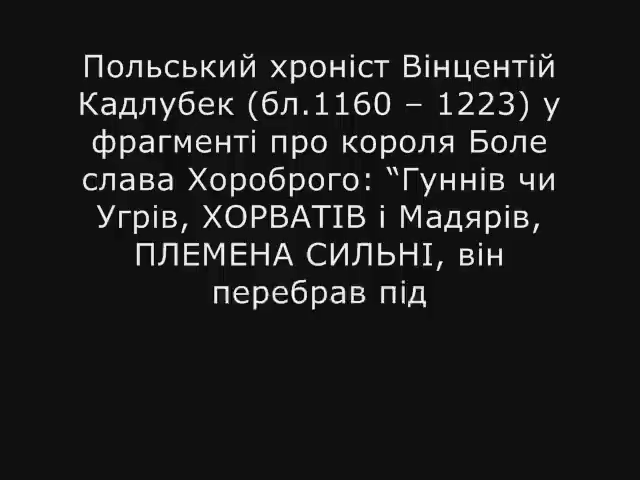 Польський хроніст Вінцентій
Кадлубек (бл.1160 – 1223) у
фрагменті про короля Боле
слава Хороброго: “Гуннів чи
Угрів, ХОРВАТІВ і Мадярів,
ПЛЕМЕНА СИЛЬНІ, він
перебрав під